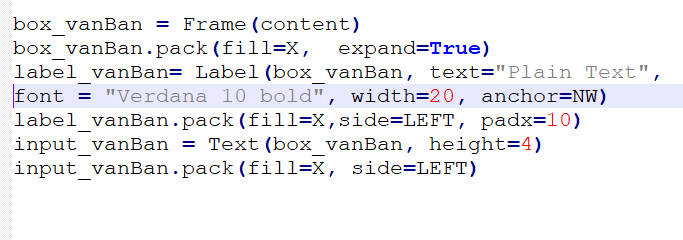 box_vanBan = Frame(content)
box_vanBan.pack(fill=X,  expand=True)
label_vanBan= Label(box_vanBan, text="Plain Text",
font = "Verdana 10 bold", width=20, anchor=NW)
label_vanBan.pack(fill=X,side=LEFT, padx=10)
input_vanBan = Text(box_vanBan, height=4)
input_vanBan.pack(fill=X, side=LEFT)